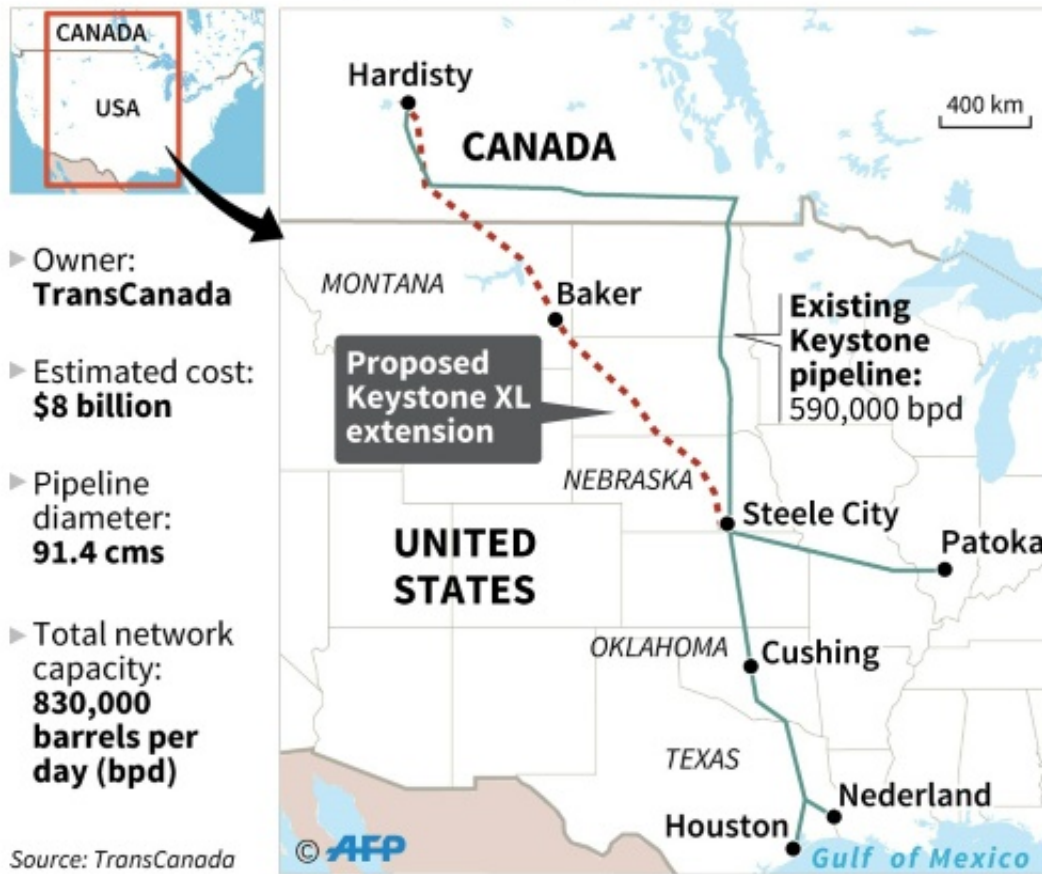 CANADA
USA
Owner:
TransCanada
Estimated cost:
$8 billion
Pipeline
diameter:
91.4 cms
Total network
capacity:
830,000
barrels per
day (bpd)
Source: TransCanada
Hardisty
400 km
CANADA
MONTANA
Baker
Existing
Keystone
pipeline:
590,000 bpd
Proposed
Keystone XL
extension
NEBRASKA
Steele City
UNITED
STATES
Patoka
OKLAHOMA
Cushing
TEXAS
Nederland
Houston
© AFP
Gulf of Mexico